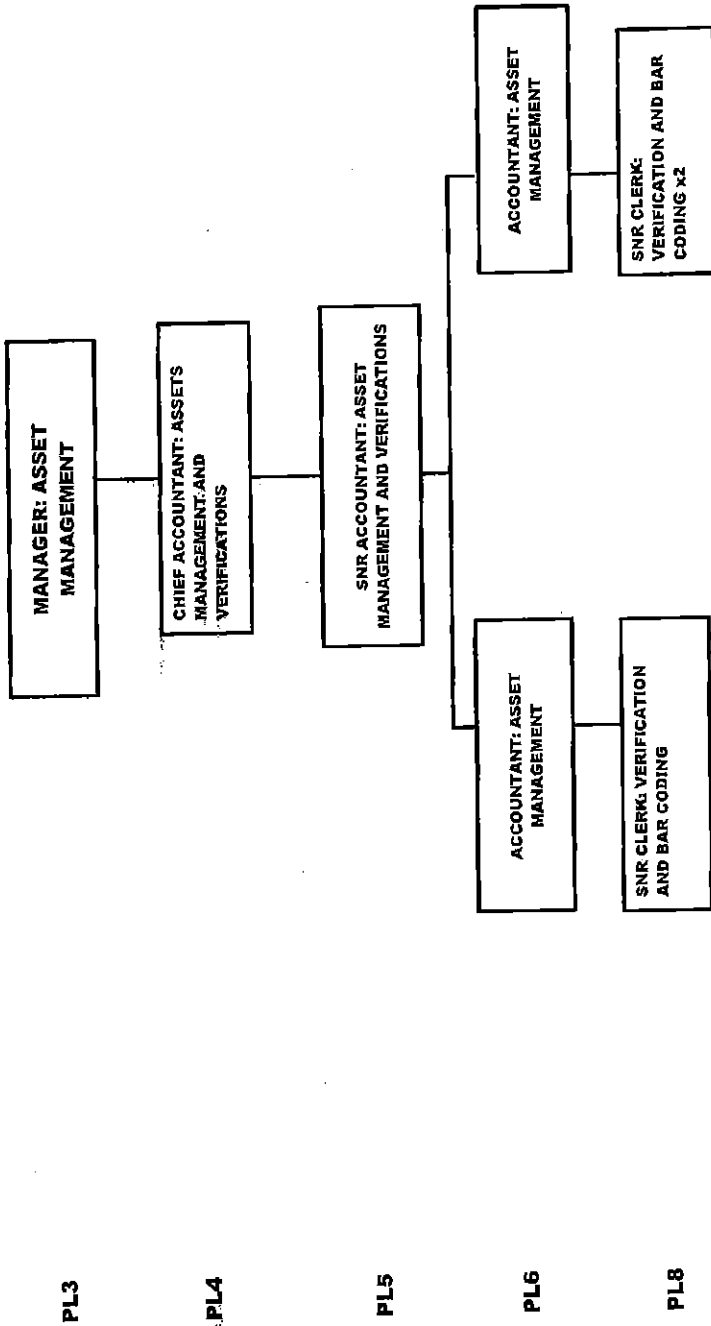 PL3
MANAGER: ASSET
MANAGEMENT
PL4
CHIEF ACCOUNTANT: ASSETS
MANAGEMENT AND
VERIFICATIONS
PL5
SNR ACCOUNTANT: ASSET
MANAGEMENT AND VERIFICATIONS
PL6
ACCOUNTANT: ASSET
MANAGEMENT
ACCOUNTANT: ASSET
MANAGEMENT
PL8
SNR CLERK: VERIFICATION
AND BAR CODING
SNR CLERK:
VERIFICATION AND BAR
CODING x2